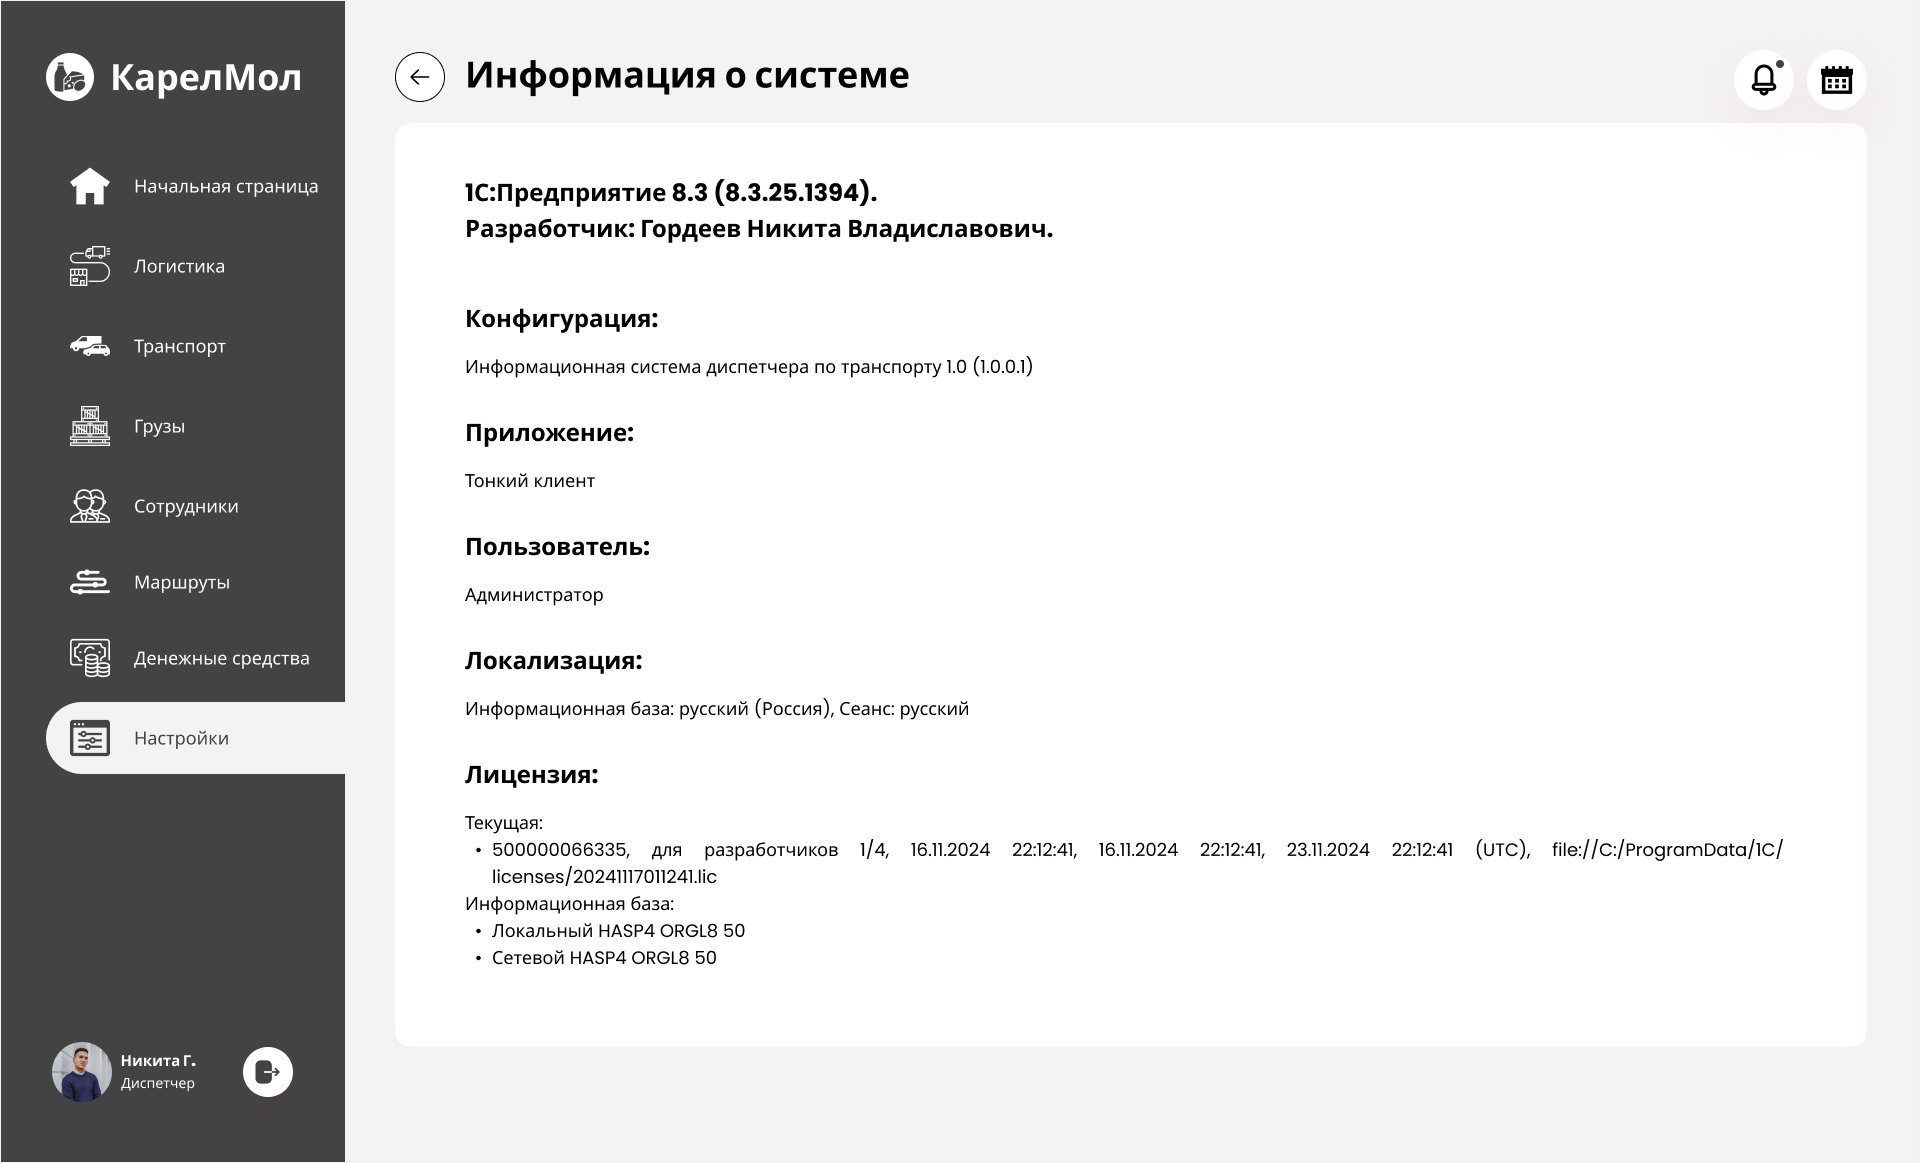 КарелМол
Информация о системе
Начальная страница
Логистика
Транспорт
Грузы
Сотрудники
Маршруты
Денежные средства
Настройки
Никита Г.
Диспетчер
1С:Предприятие 8.3 (8.3.25.1394).
Разработчик: Гордеев Никита Владиславович.
Конфигурация:
Информационная система диспетчера по транспорту 1.0 (1.0.0.1)
Приложение:
Тонкий клиент
Пользователь:
Администратор
Локализация:
Информационная база: русский (Россия), Сеанс: русский
Лицензия:
Текущая:
• 500000066335, для разработчиков 1/4, 16.11.2024 22:12:41, 16.11.2024 22:12:41, 23.11.2024 22:12:41 (UTC), file://C:/ProgramData/1C/
licenses/20241117011241.lic
Информационная база:
• Локальный HASP4 ORGL8 50
• Сетевой HASP4 ORGL8 50